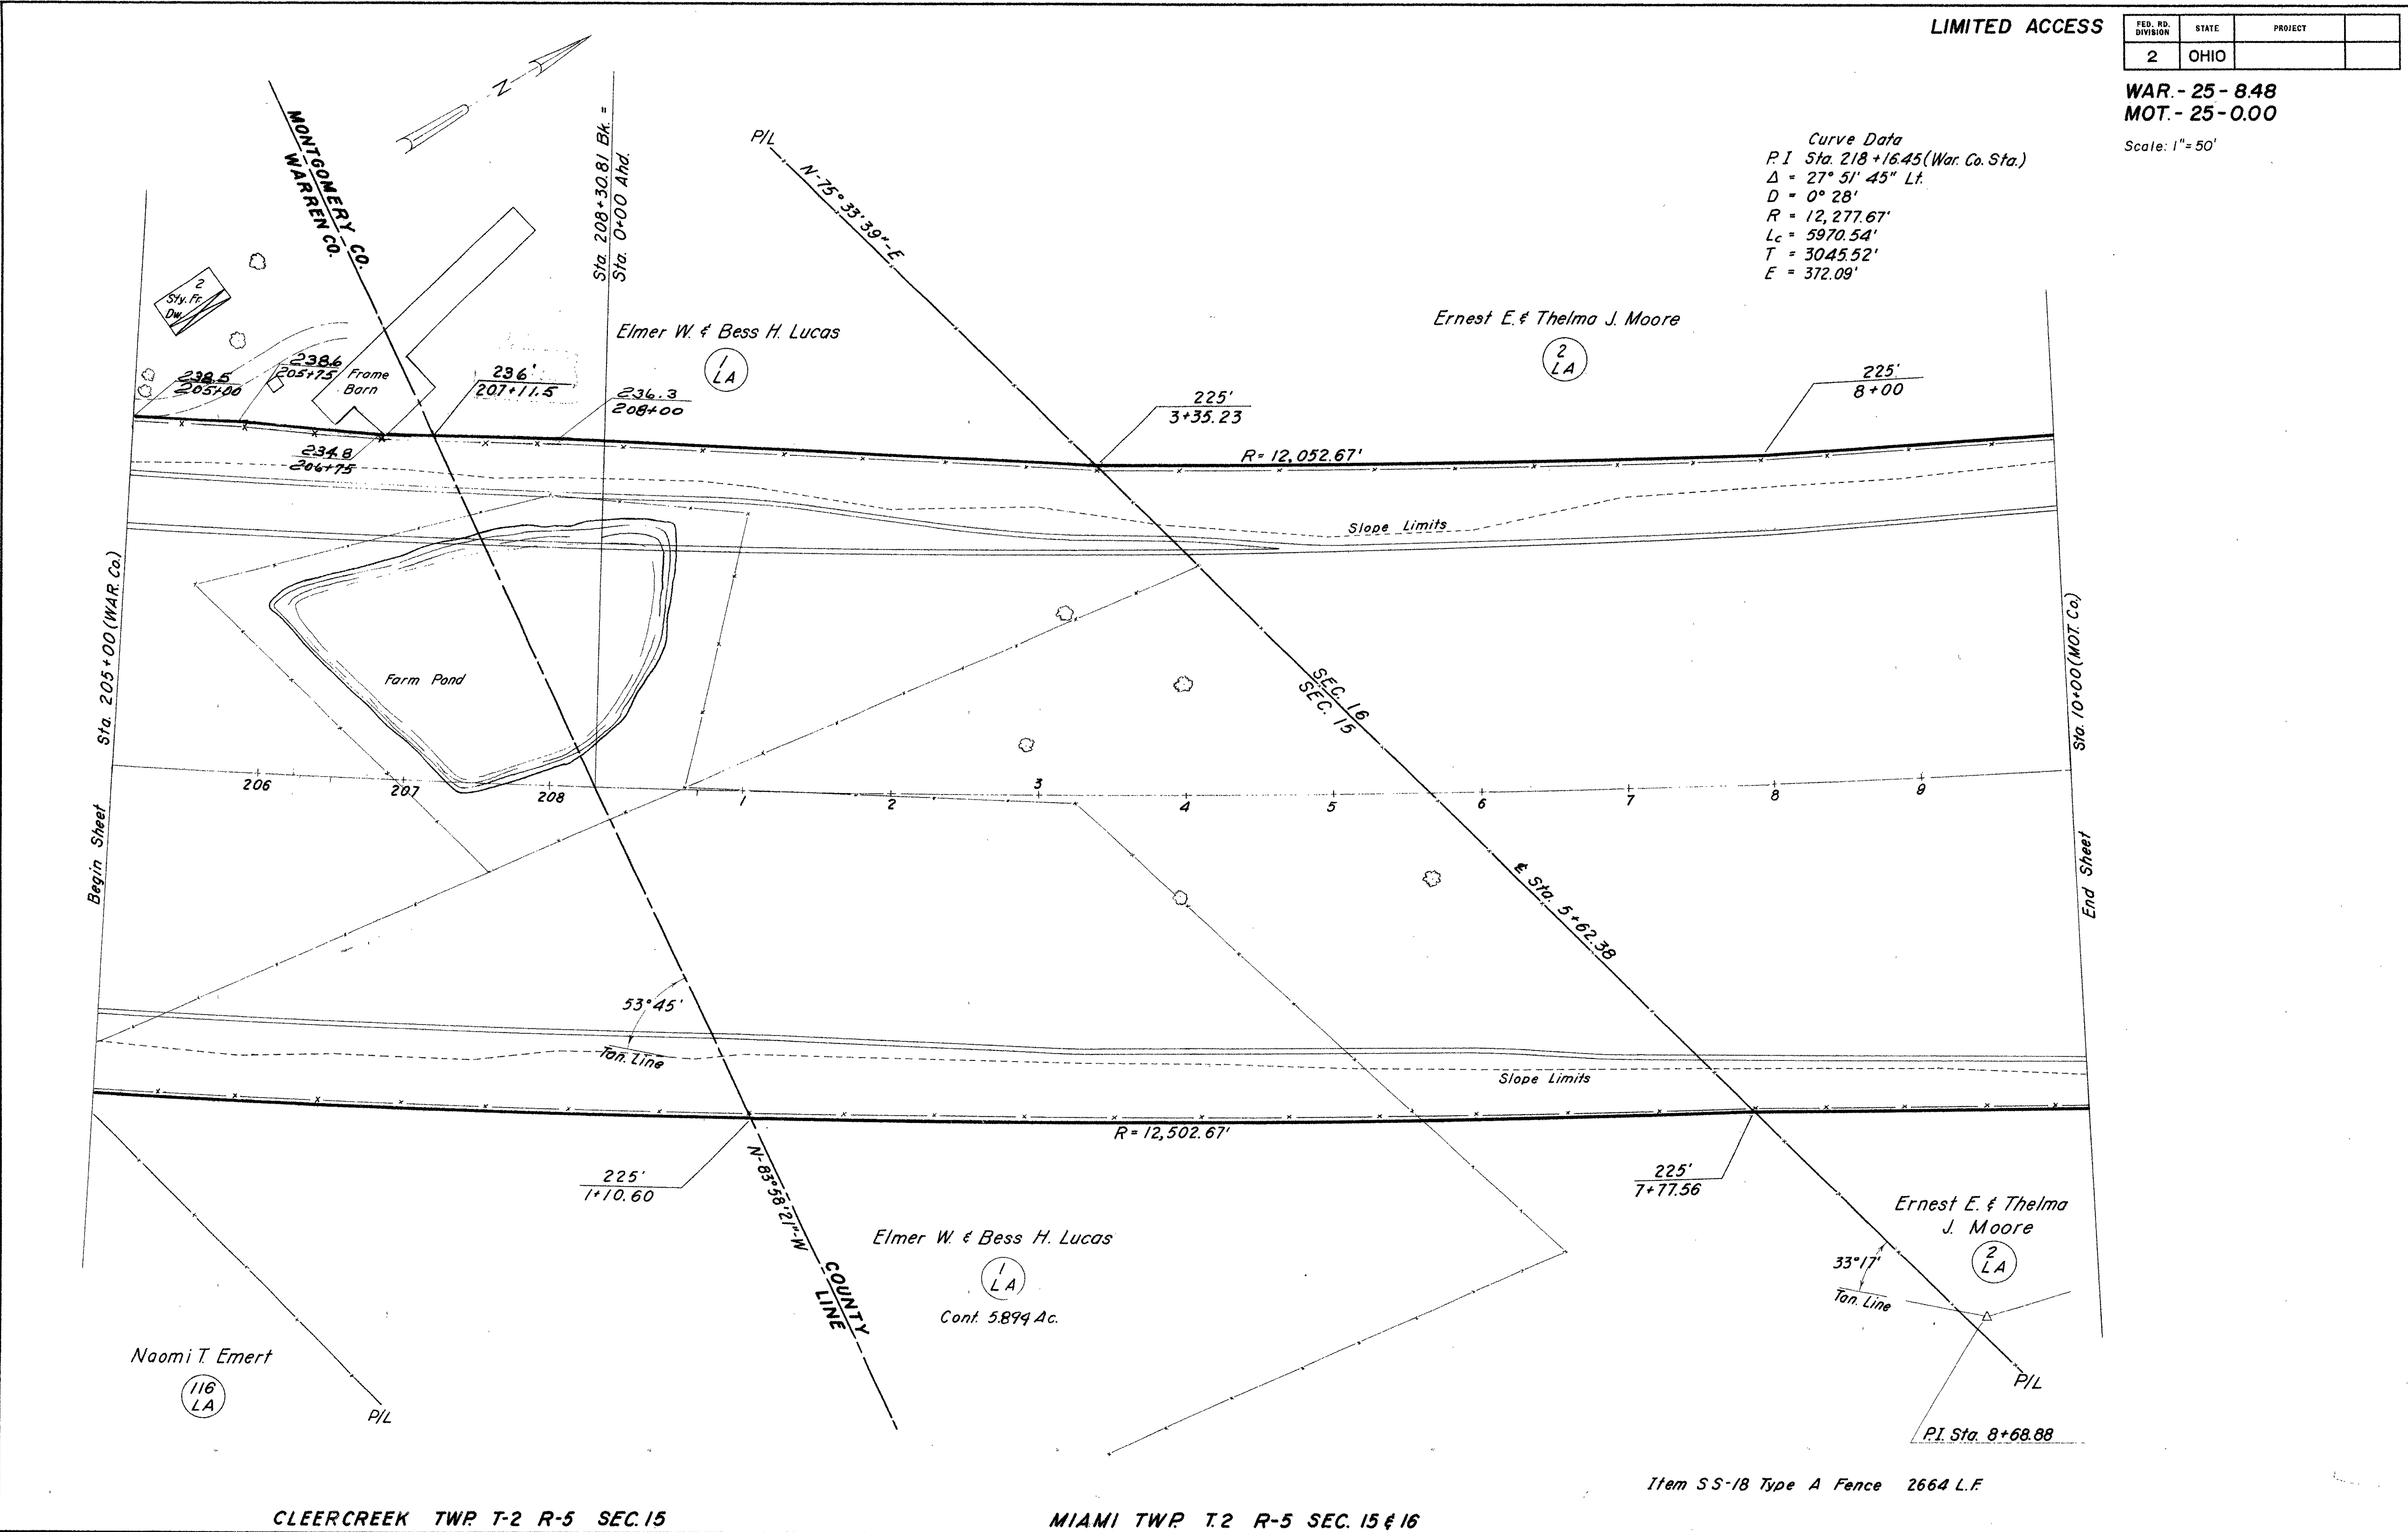 LIMITED ACCESS
FED. RD. DIVISION
STATE
PROJECT
2
OHIO
WAR.- 25 - 8.48
MOT.- 25 - 0.00
Scale: 1"= 50'
Curve Data
P. I Sta. 218 + 16.45 (War. Co. Sta.)
Δ = 27° 51' 45" Lt.
D = 0° 28'
R = 12,277.67'
Lc = 5970.54'
T = 3045.52'
E = 372.09'
N
MONTGOMERY CO.
WARREN CO.
Sta. 208+30.81 Bk. =
Sta. 0+00 Ahd.
P/L
N-75° 33' 39"-E
2
Sty. Fr.
Dw.
Elmer W. & Bess H. Lucas
1
LA
Ernest E. & Thelma J. Moore
2
LA
238.5
205+00
238.6
205+75
Frame
Barn
236'
207+11.5
236.3
208+00
234.8
206+75
225'
3+35.23
225'
8+00
R= 12,052.67'
Slope Limits
Begin Sheet Sta. 205+00 (WAR. Co.)
Farm Pond
SEC. 16
SEC. 15
End Sheet Sta. 10+00 (MOT. Co.)
206
207
208
1
2
3
4
5
6
7
8
9
₠ Sta. 5+62.38
53°45'
Tan. Line
Slope Limits
R= 12,502.67'
225'
1+10.60
N-83°58'21"-W
COUNTY
LINE
225'
7+77.56
Elmer W. & Bess H. Lucas
1
LA
Cont. 5.894 Ac.
Ernest E. & Thelma
J. Moore
2
LA
33°17'
Tan. Line
Naomi T. Emert
116
LA
P/L
P/L
P.I. Sta. 8+68.88
Item SS-18 Type A Fence 2664 L.F.
CLEERCREEK TWP. T-2 R-5 SEC. 15
MIAMI TWP. T.2 R-5 SEC. 15 & 16